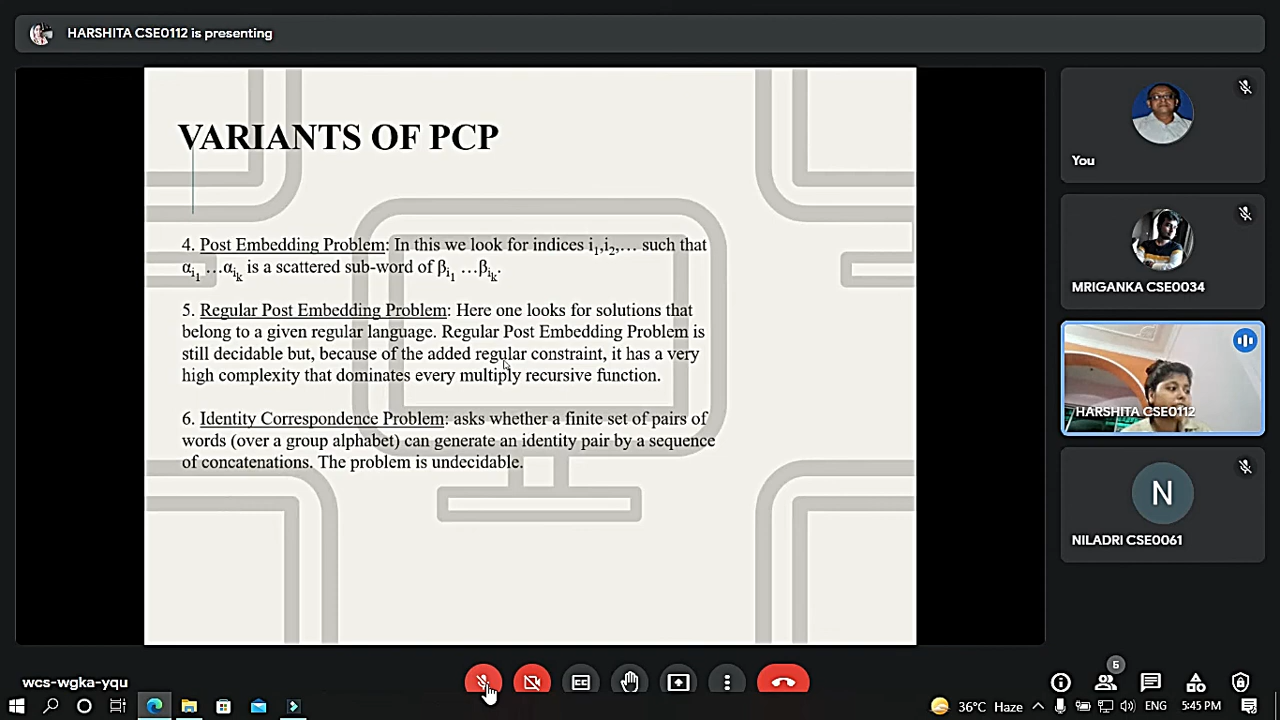 HARSHITA CSE0112 is presenting
VARIANTS OF PCP
4. Post Embedding Problem: In this we look for indices i1,i2,… such that
αi1 …αik is a scattered sub-word of βi1 …βik.
5. Regular Post Embedding Problem: Here one looks for solutions that
belong to a given regular language. Regular Post Embedding Problem is
still decidable but, because of the added regular constraint, it has a very
high complexity that dominates every multiply recursive function.
6. Identity Correspondence Problem: asks whether a finite set of pairs of
words (over a group alphabet) can generate an identity pair by a sequence
of concatenations. The problem is undecidable.
You
MRIGANKA CSE0034
HARSHITA CSE0112
N
NILADRI CSE0061
wcs-wgka-yqu
CC
5
36°C Haze
ENG
5:45 PM